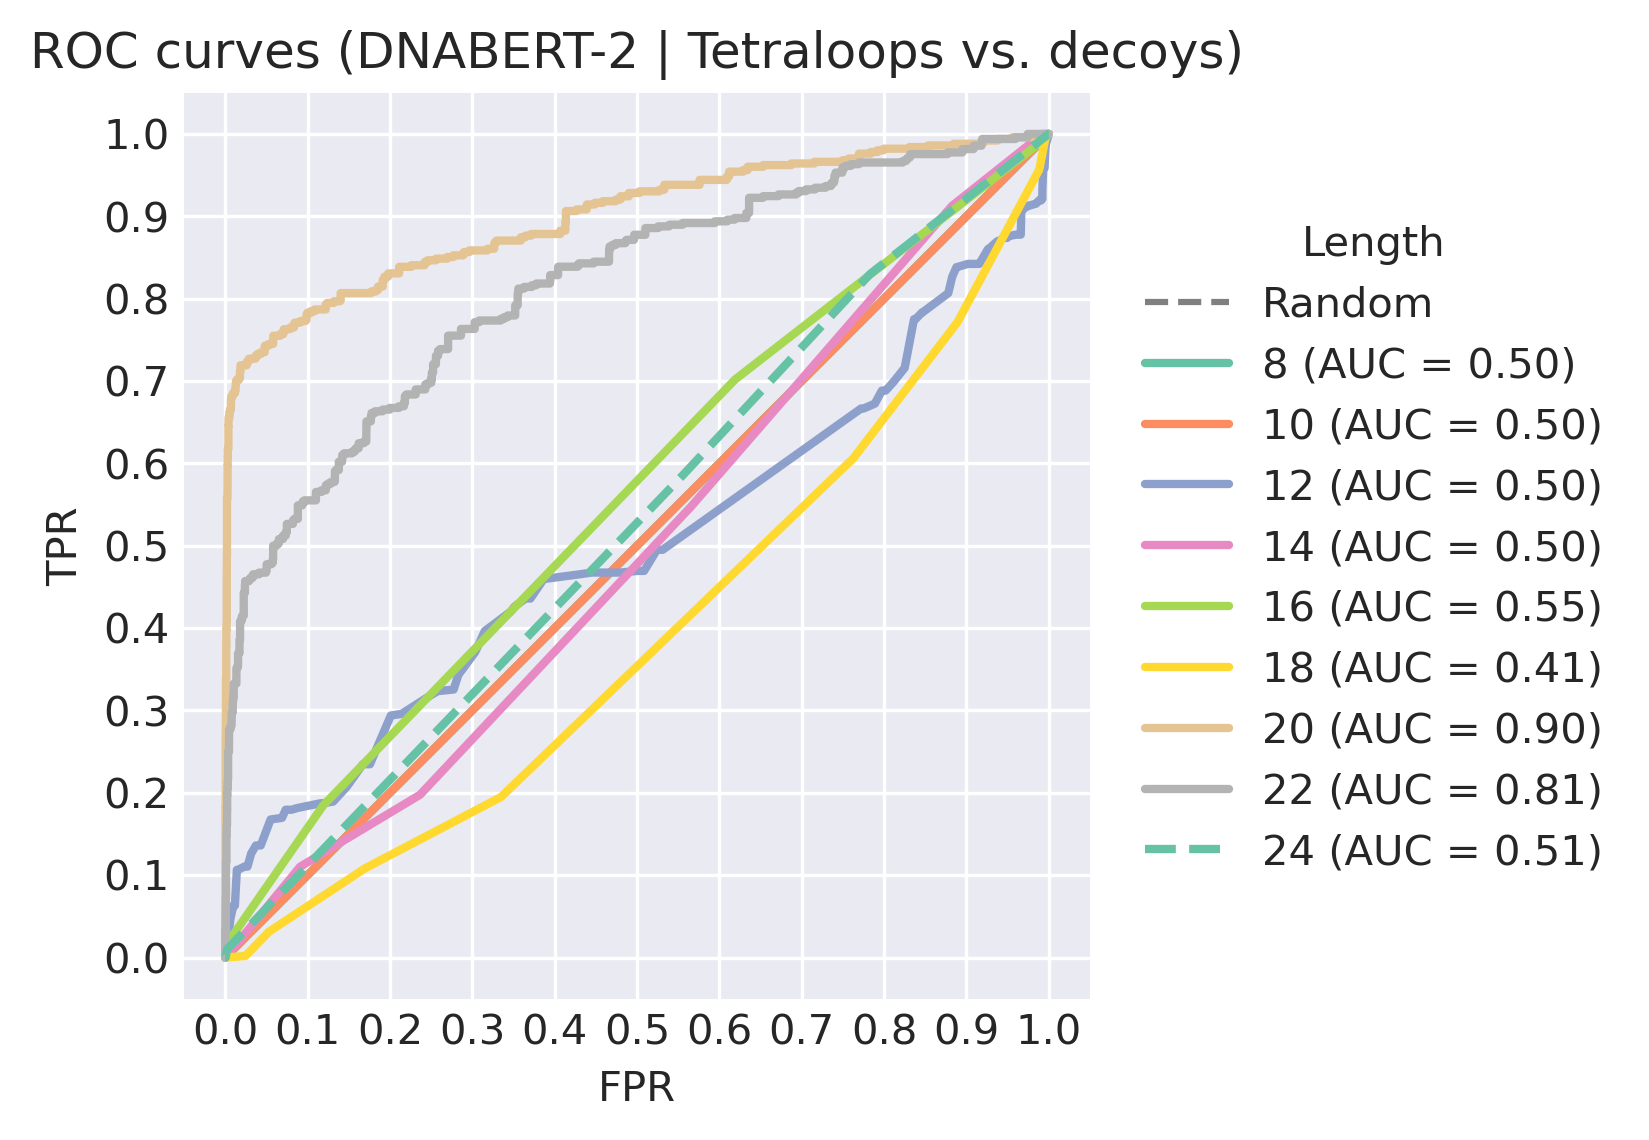 ROC curves (DNABERT-2 | Tetraloops vs. decoys)
1.0
0.9
0.8
0.7
0.6
0.5
0.4
0.3
0.2
0.1
0.0
TPR
0.0 0.1 0.2 0.3 0.4 0.5 0.6 0.7 0.8 0.9 1.0
FPR
Length
Random
8 (AUC = 0.50)
10 (AUC = 0.50)
12 (AUC = 0.50)
14 (AUC = 0.50)
16 (AUC = 0.55)
18 (AUC = 0.41)
20 (AUC = 0.90)
22 (AUC = 0.81)
24 (AUC = 0.51)